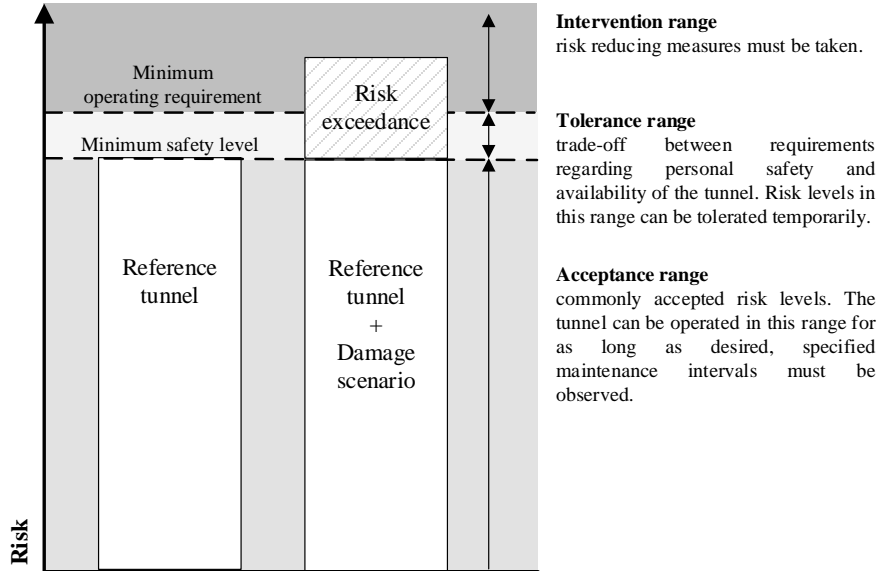 Minimum
operating requirement
Minimum safety level
Risk
exceedance
Reference
tunnel
Reference
tunnel
+
Damage
scenario
Risk
Intervention range
risk reducing measures must be taken.
Tolerance range
trade-off between requirements
regarding personal safety and
availability of the tunnel. Risk levels in
this range can be tolerated temporarily.
Acceptance range
commonly accepted risk levels. The
tunnel can be operated in this range for
as long as desired, specified
maintenance intervals must be
observed.